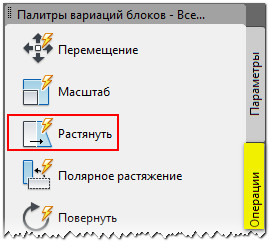 Палитры вариаций блоков - Все...
Перемещение
Масштаб
Растянуть
Полярное растяжение
Повернуть
Параметры
Операции